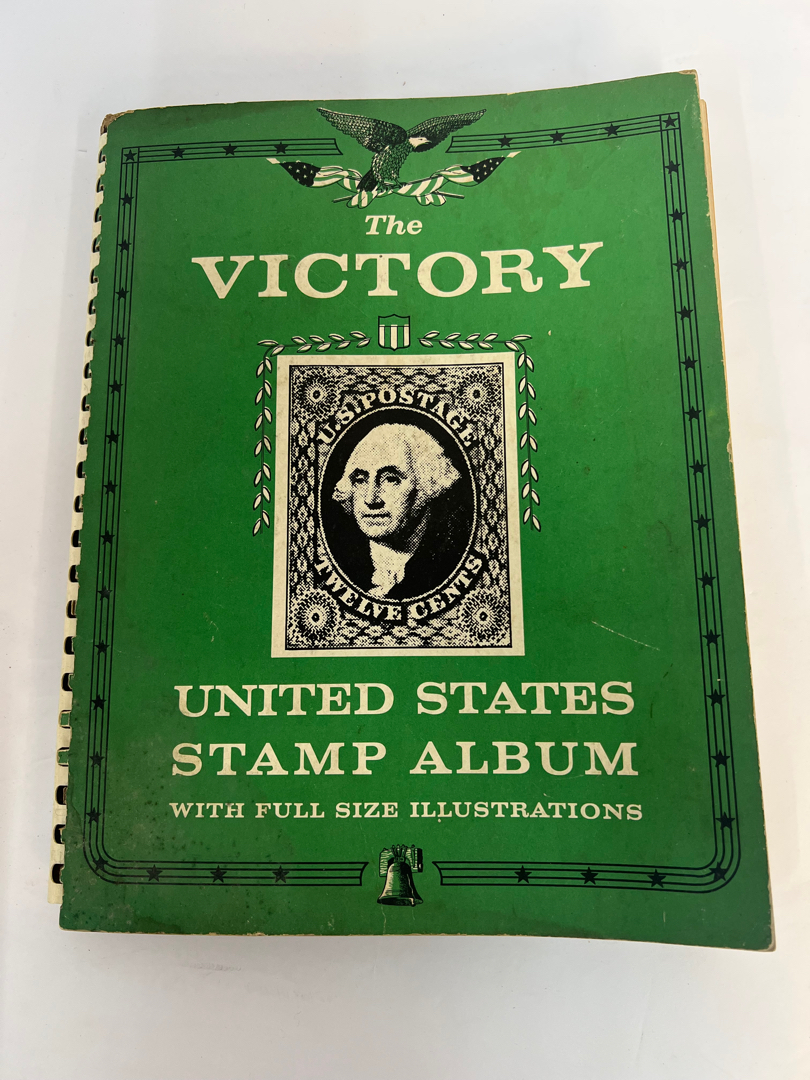 The
VICTORY
U.S. POSTAGE
TWELVE CENTS
UNITED STATES
STAMP ALBUM
WITH FULL SIZE ILLUSTRATIONS